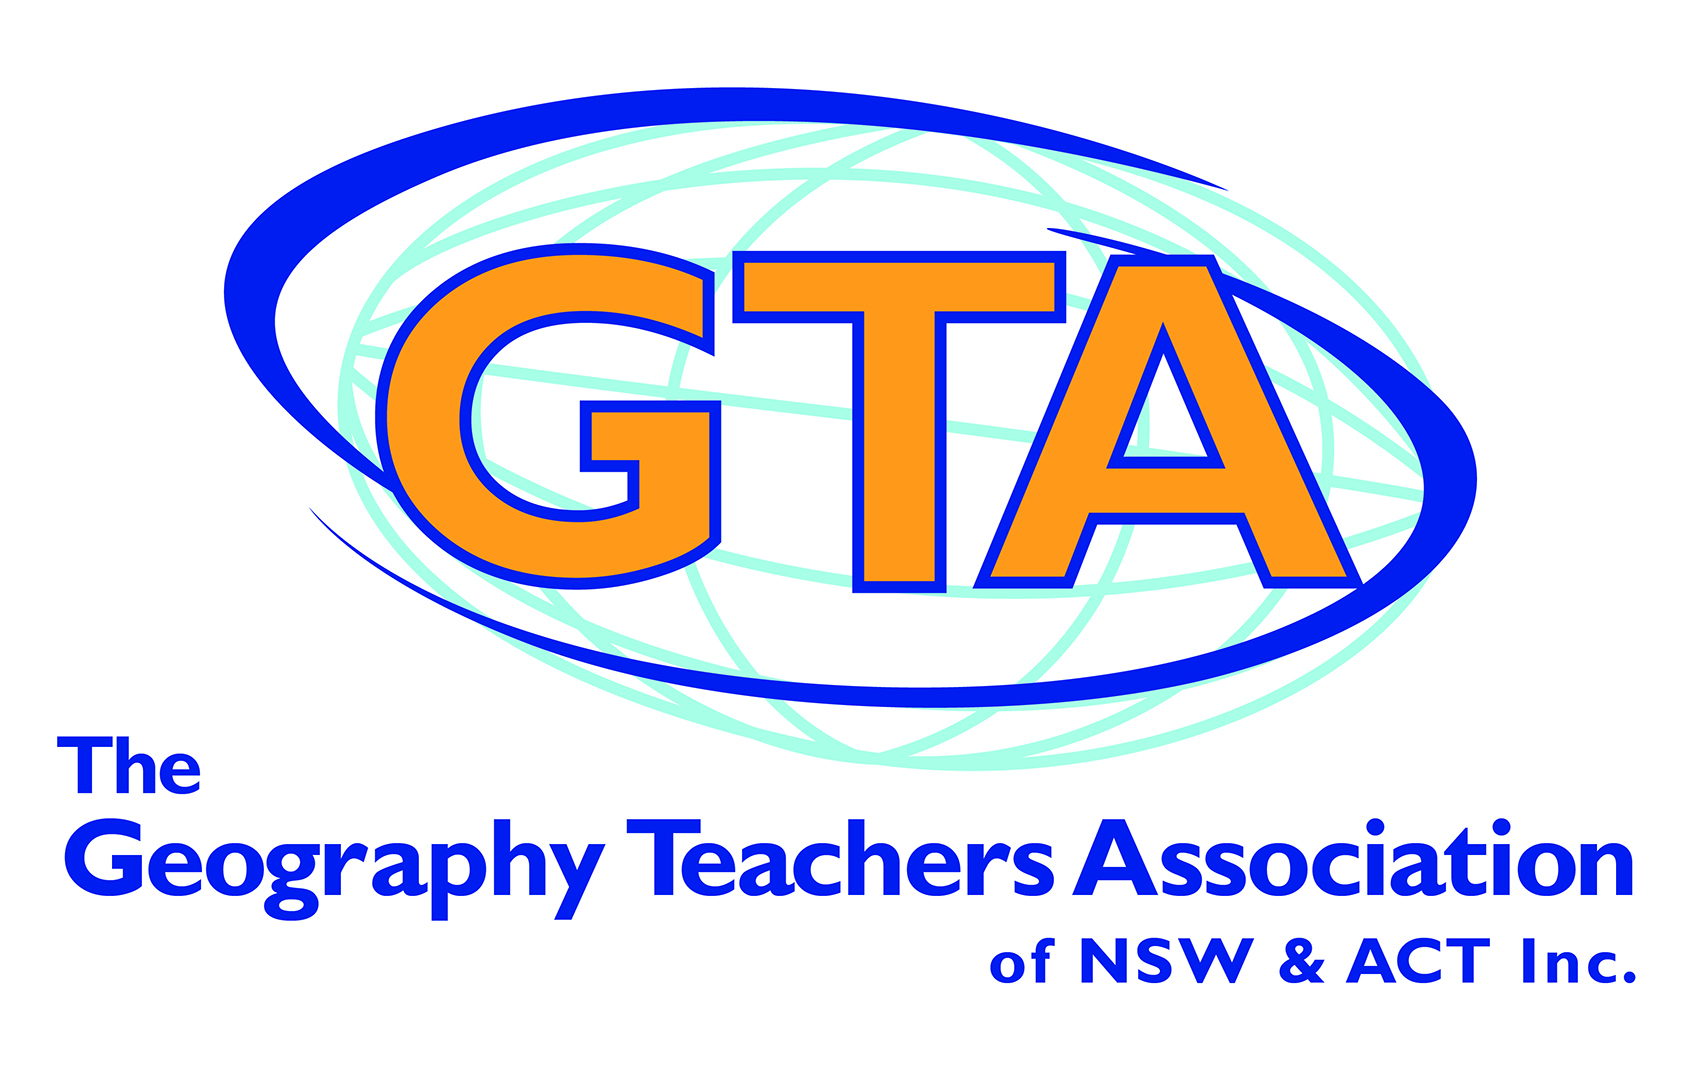 GTA
The
Geography Teachers Association
of NSW & ACT Inc.